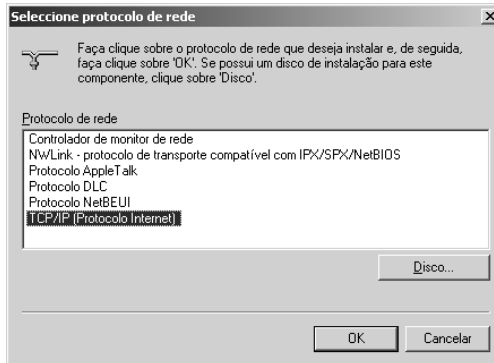 Seleccione protocolo de rede
Faça clique sobre o protocolo de rede que deseja instalar e, de seguida,
faça clique sobre 'OK'. Se possui um disco de instalação para este
componente, clique sobre 'Disco'.
Protocolo de rede
Controlador de monitor de rede
NWLink - protocolo de transporte compatível com IPX/SPX/NetBIOS
Protocolo AppleTalk
Protocolo DLC
Protocolo NetBEUI
TCP/IP (Protocolo Internet)
Disco...
OK
Cancelar